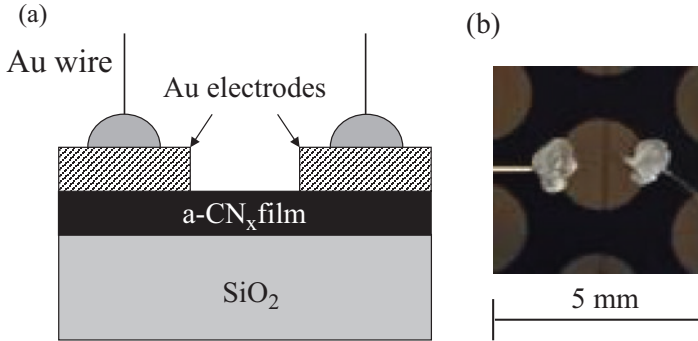 (a)
Au wire
Au electrodes
a-CNₓfilm
SiO₂
(b)
5 mm